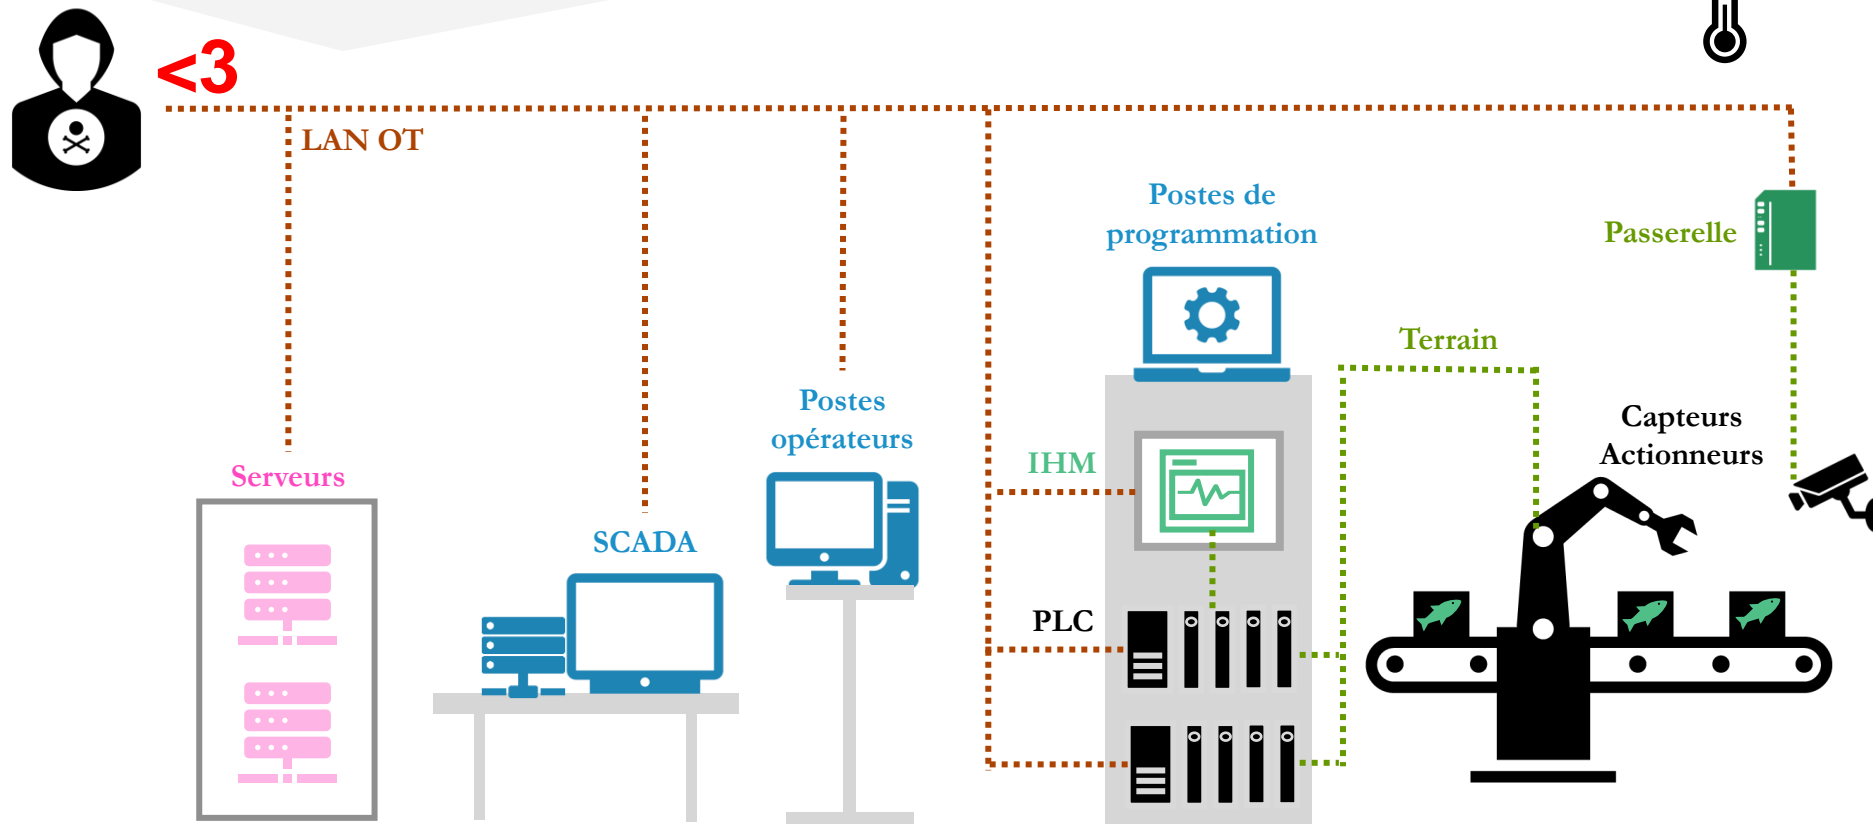 <3
LAN OT
Postes de
programmation
Passerelle
Terrain
Postes
opérateurs
Capteurs
Actionneurs
IHM
Serveurs
SCADA
PLC